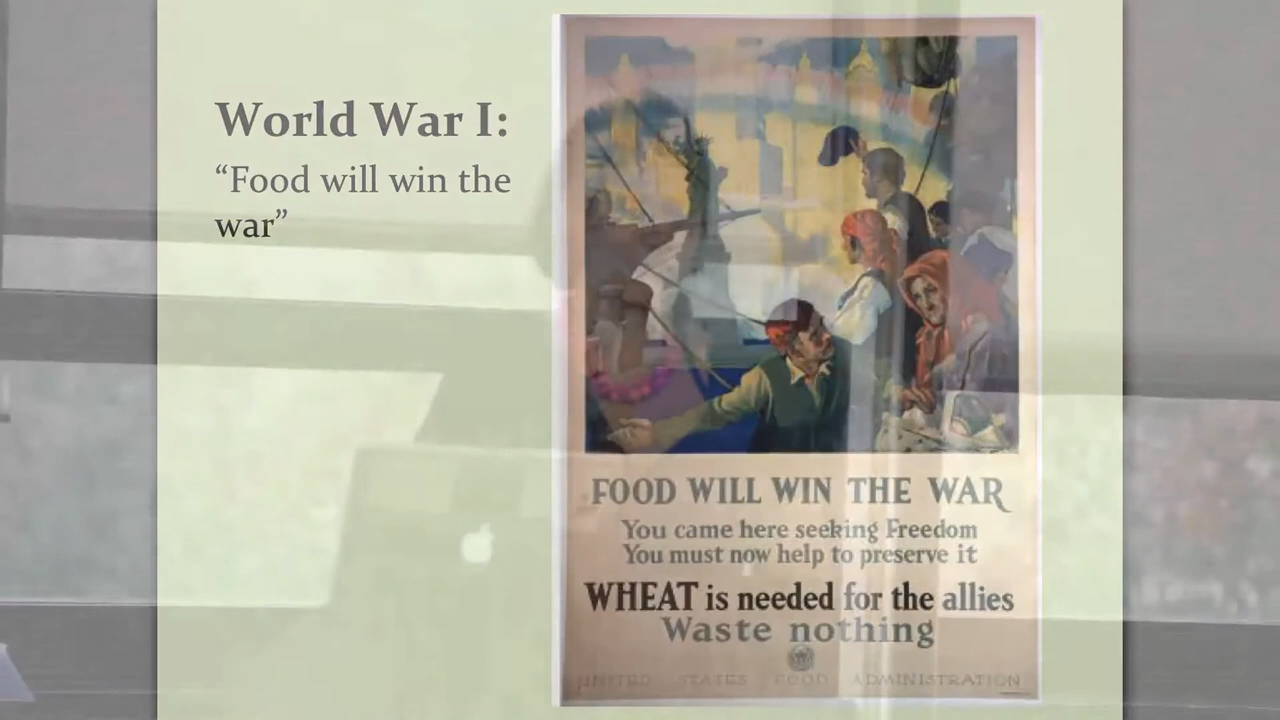 World War I:
“Food will win the
war”
FOOD WILL WIN THE WAR
You came here seeking Freedom
You must now help to preserve it
WHEAT is needed for the allies
Waste nothing
UNITED STATES FOOD ADMINISTRATION